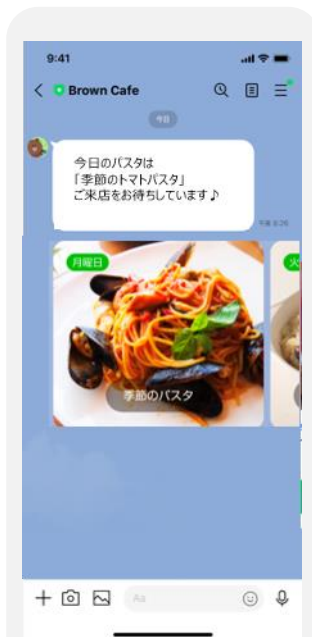 9:41
Brown Cafe
今日
今日のパスタは
「季節のトマトパスタ」
ご来店をお待ちしています♪
月曜日
火
季節のパスタ
Aa